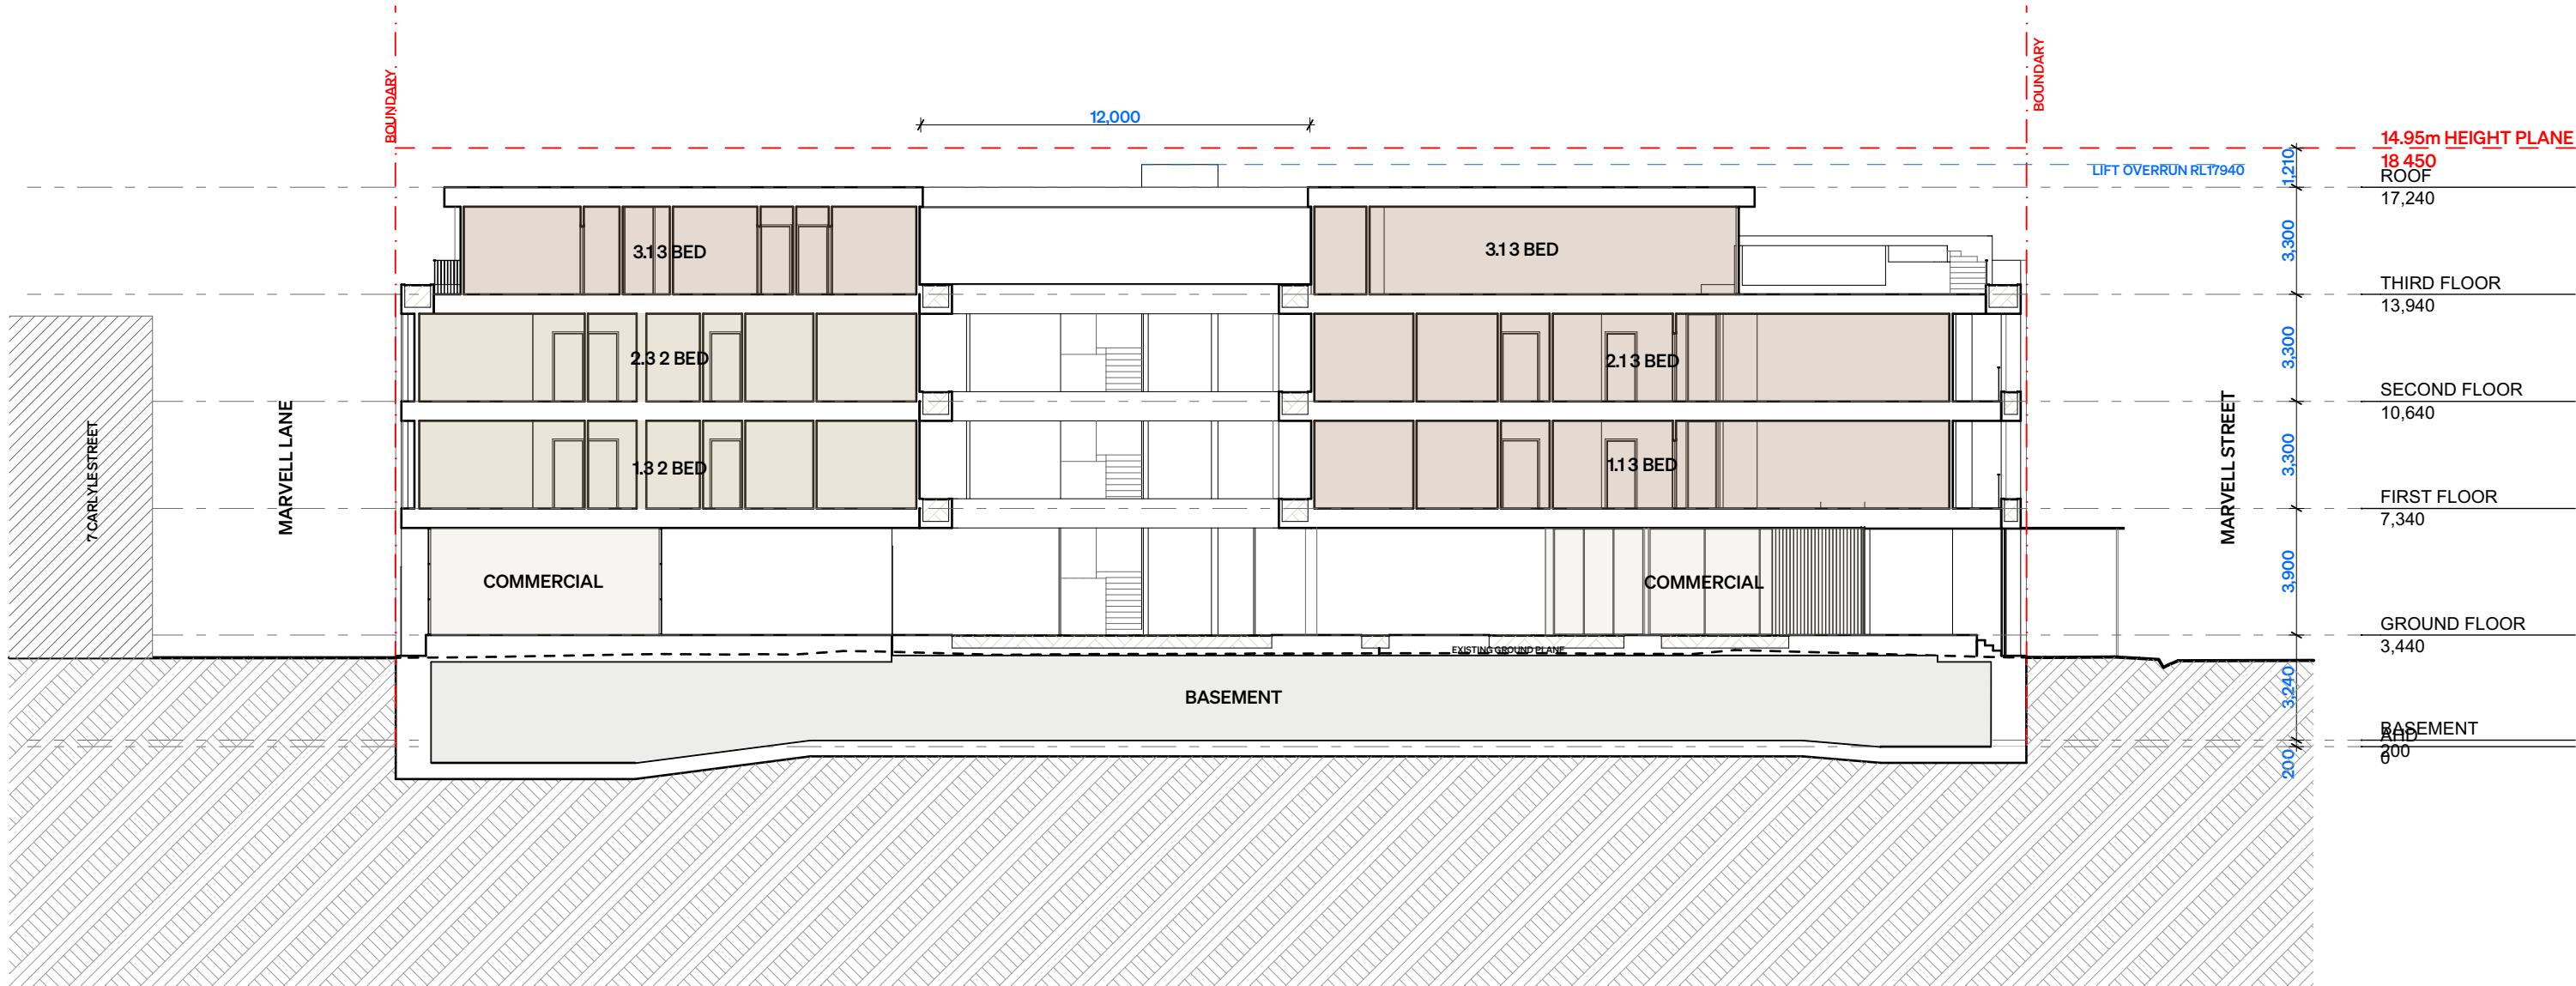 BOUNDARY
BOUNDARY
12,000
14.95m HEIGHT PLANE
18 450
LIFT OVERRUN RL17940
1,210
ROOF
17,240
3.1 3 BED
3.1 3 BED
3,300
THIRD FLOOR
13,940
2.3 2 BED
2.1 3 BED
3,300
SECOND FLOOR
10,640
7 CARLYLE STREET
MARVELL LANE
MARVELL STREET
1.3 2 BED
1.1 3 BED
3,300
FIRST FLOOR
7,340
COMMERCIAL
COMMERCIAL
3,900
GROUND FLOOR
3,440
EXISTING GROUND PLANE
BASEMENT
3,240
BASEMENT
AHD
200
0
200